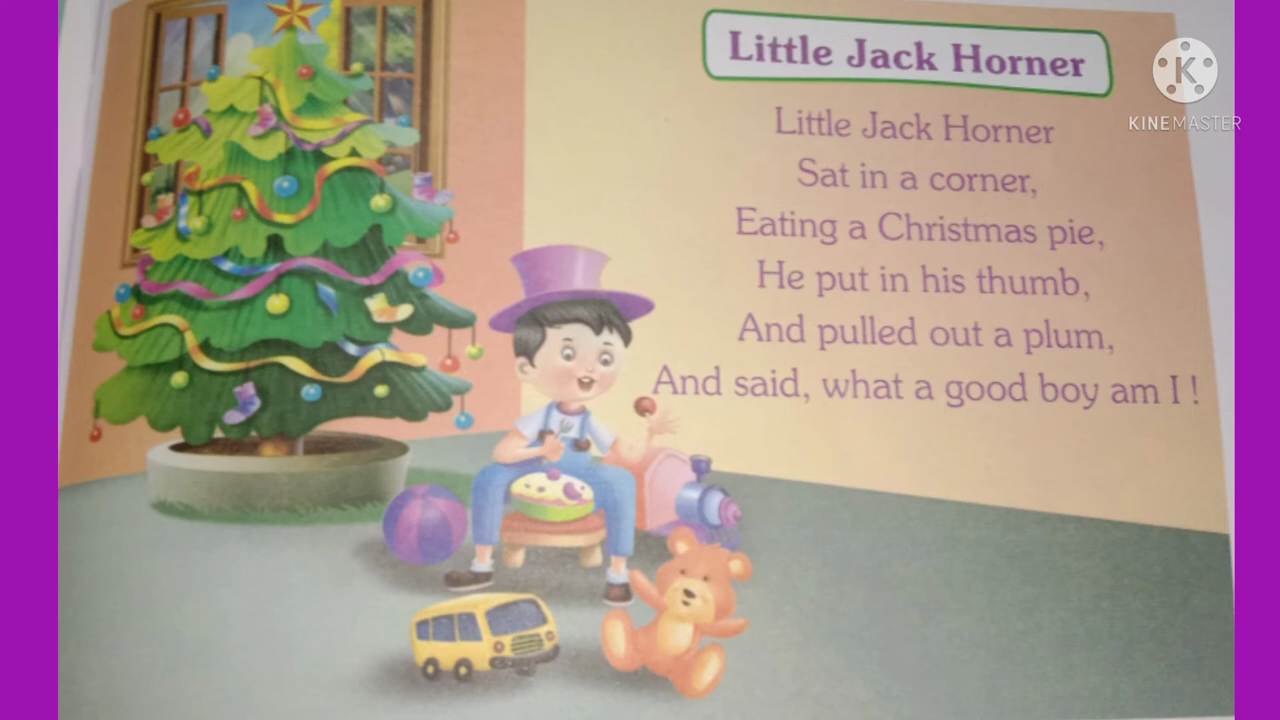 Little Jack Horner
K
KINEMASTER
Little Jack Horner
Sat in a corner,
Eating a Christmas pie,
He put in his thumb,
And pulled out a plum,
And said, what a good boy am I !